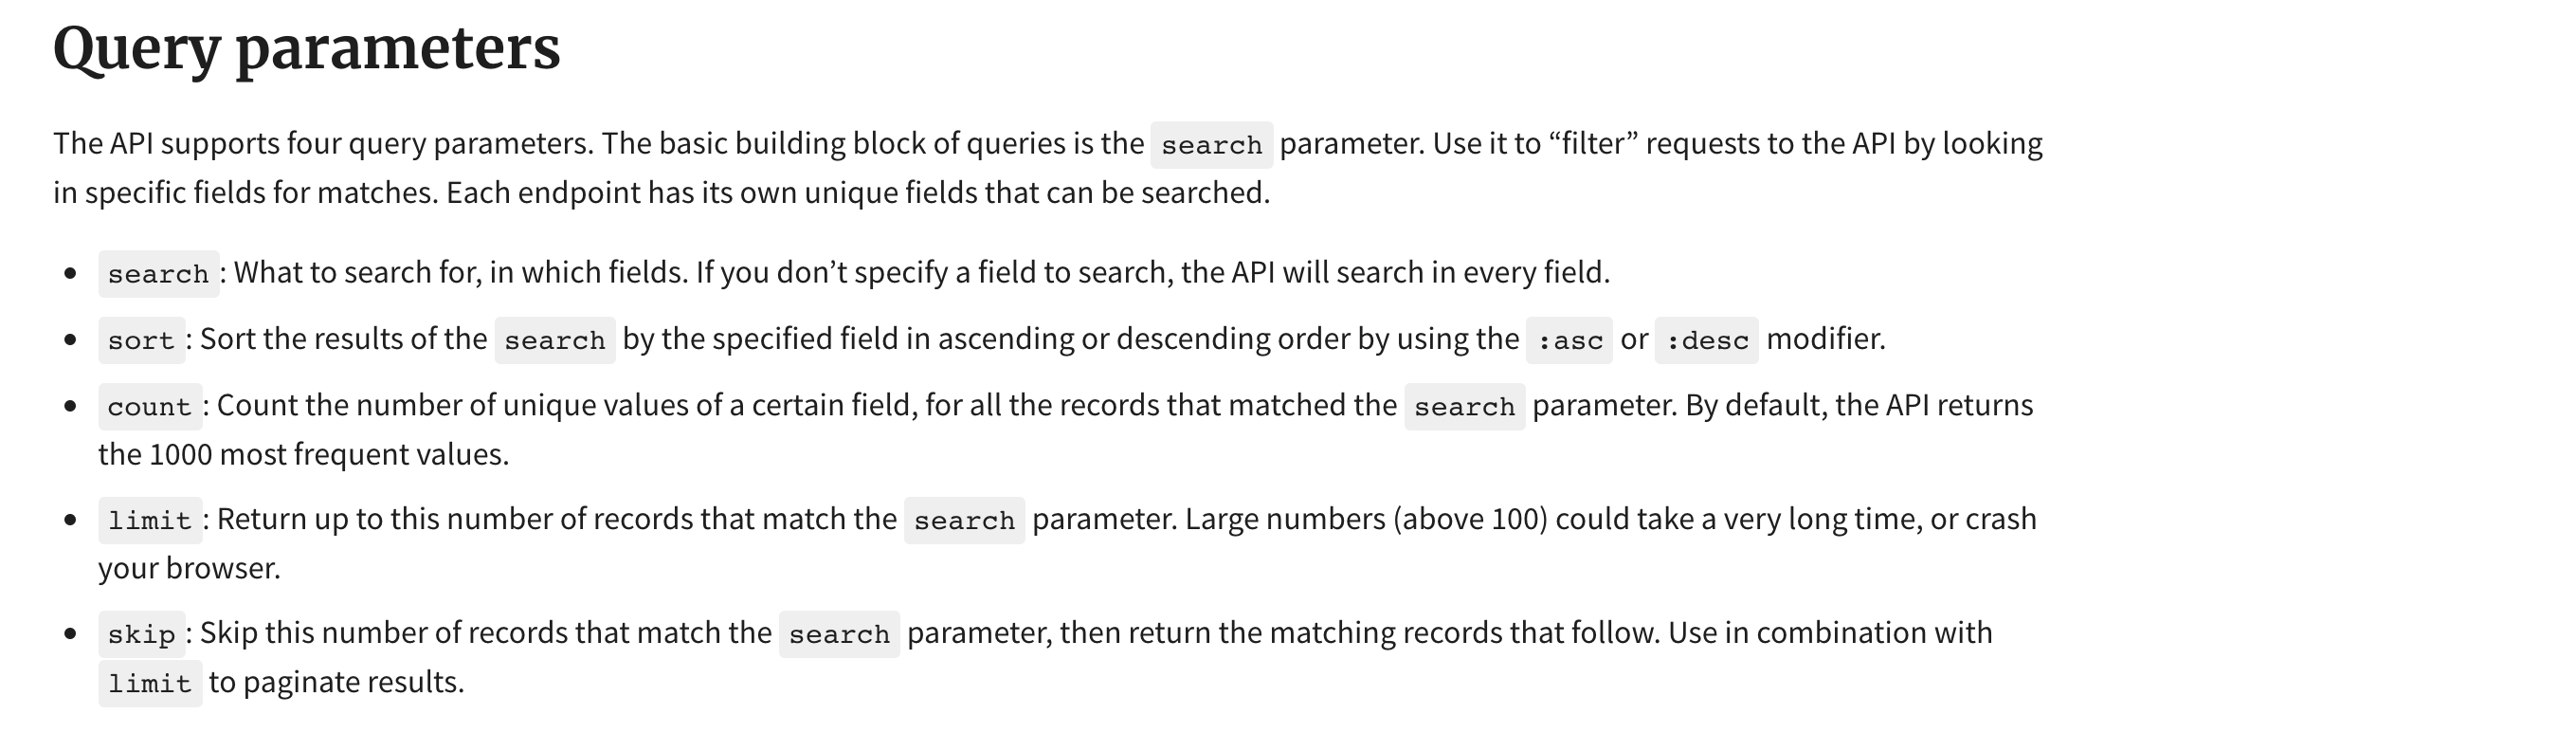 Query parameters
The API supports four query parameters. The basic building block of queries is the search parameter. Use it to “filter” requests to the API by looking
in specific fields for matches. Each endpoint has its own unique fields that can be searched.
• search: What to search for, in which fields. If you don’t specify a field to search, the API will search in every field.
• sort: Sort the results of the search by the specified field in ascending or descending order by using the :asc or :desc modifier.
• count: Count the number of unique values of a certain field, for all the records that matched the search parameter. By default, the API returns
the 1000 most frequent values.
• limit: Return up to this number of records that match the search parameter. Large numbers (above 100) could take a very long time, or crash
your browser.
• skip: Skip this number of records that match the search parameter, then return the matching records that follow. Use in combination with
limit to paginate results.